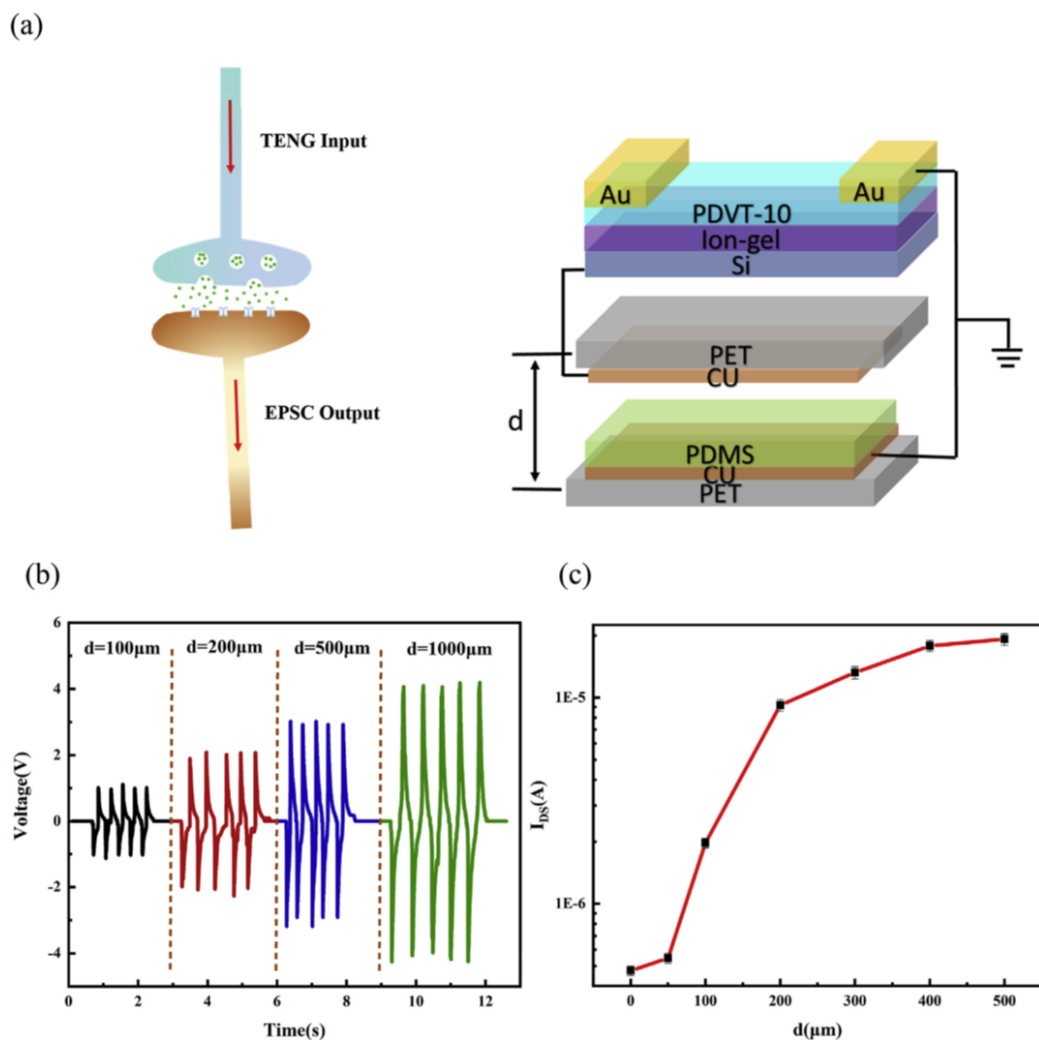 (a)
TENG Input
EPSC Output
Au Au
PDVT-10
Ion-gel
Si
PET
CU
d
PDMS
CU
PET
(b)
d=100μm d=200μm d=500μm d=1000μm
Voltage(V)
6
4
2
0
-2
-4
0 2 4 6 8 10 12
Time(s)
(c)
I_DS(A)
1E-5
1E-6
0 100 200 300 400 500
d(μm)